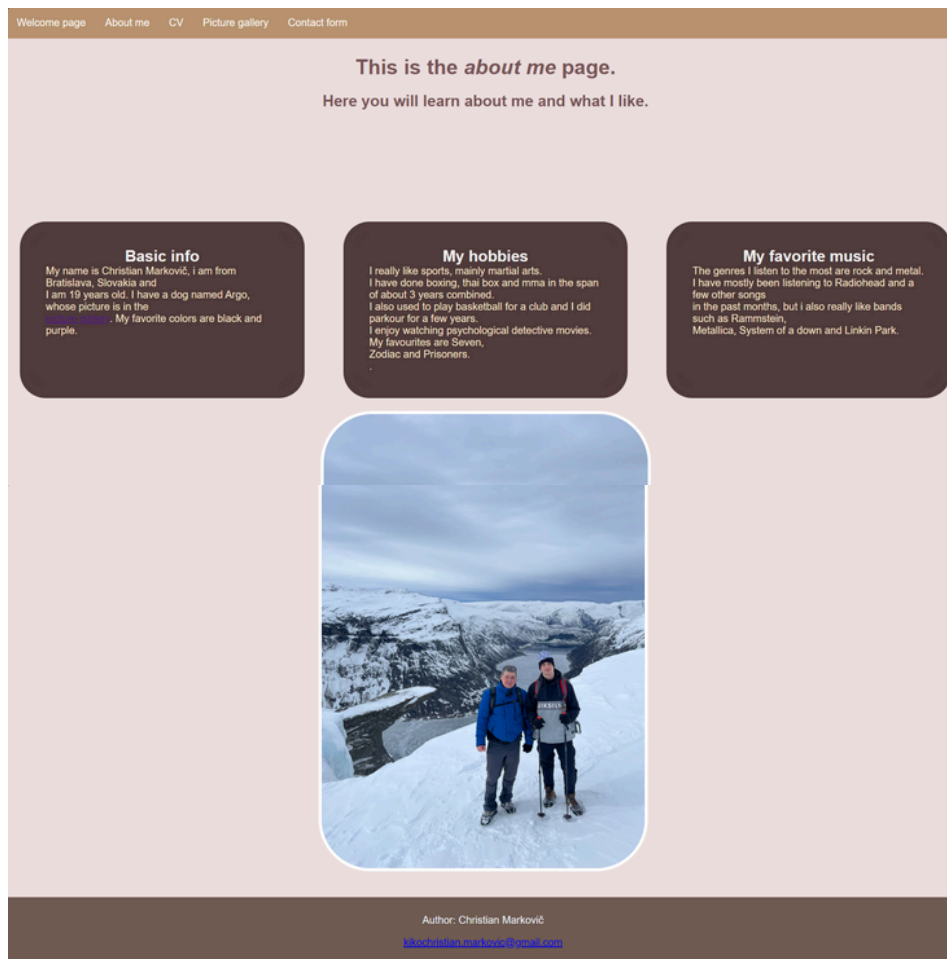 Welcome page About me CV Picture gallery Contact form
This is the about me page.
Here you will learn about me and what I like.
Basic info
My name is Christian Markovič, i am from
Bratislava, Slovakia and
I am 19 years old. I have a dog named Argo,
whose picture is in the
. My favorite colors are black and
purple.
My hobbies
I really like sports, mainly martial arts.
I have done boxing, thai box and mma in the span
of about 3 years combined.
I also used to play basketball for a club and I did
parkour for a few years.
I enjoy watching psychological detective movies.
My favourites are Seven,
Zodiac and Prisoners.
.
My favorite music
The genres I listen to the most are rock and metal.
I have mostly been listening to Radiohead and a
few other songs
in the past months, but i also really like bands
such as Rammstein,
Metallica, System of a down and Linkin Park.
Author: Christian Markovič
kikochristian.markovic@gmail.com